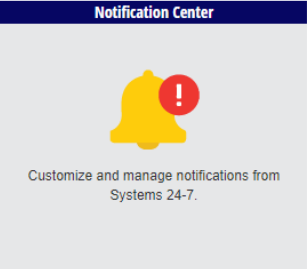 Notification Center
!
Customize and manage notifications from
Systems 24-7.